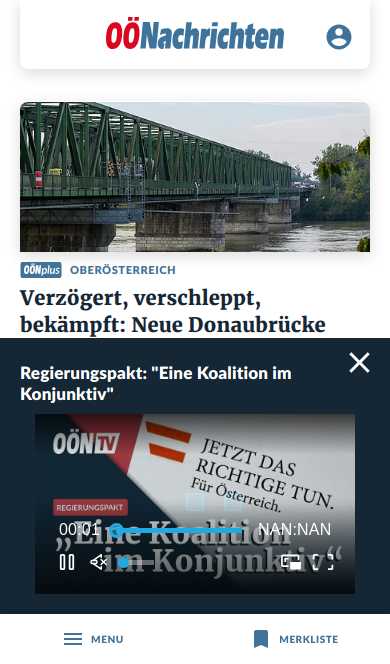 OÖNachrichten
OÖNplus OBERÖSTERREICH
Verzögert, verschleppt,
bekämpft: Neue Donaubrücke
Regierungspakt: "Eine Koalition im
Konjunktiv"
OÖN TV
JETZT DAS
RICHTIGE TUN.
Für Österreich.
REGIERUNGSPAKT
00:01
NAN:NAN
„Eine Koalition
im Konjunktiv“
MENU
MERKLISTE